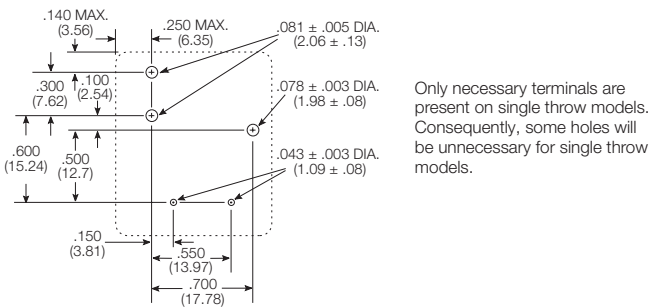 .140 MAX.
(3.56)
.250 MAX.
(6.35)
.081 ± .005 DIA.
(2.06 ± .13)
.300
(7.62)
.100
(2.54)
.078 ± .003 DIA.
(1.98 ± .08)
.600
(15.24)
.500
(12.7)
.043 ± .003 DIA.
(1.09 ± .08)
.150
(3.81)
.550
(13.97)
.700
(17.78)
Only necessary terminals are
present on single throw models.
Consequently, some holes will
be unnecessary for single throw
models.